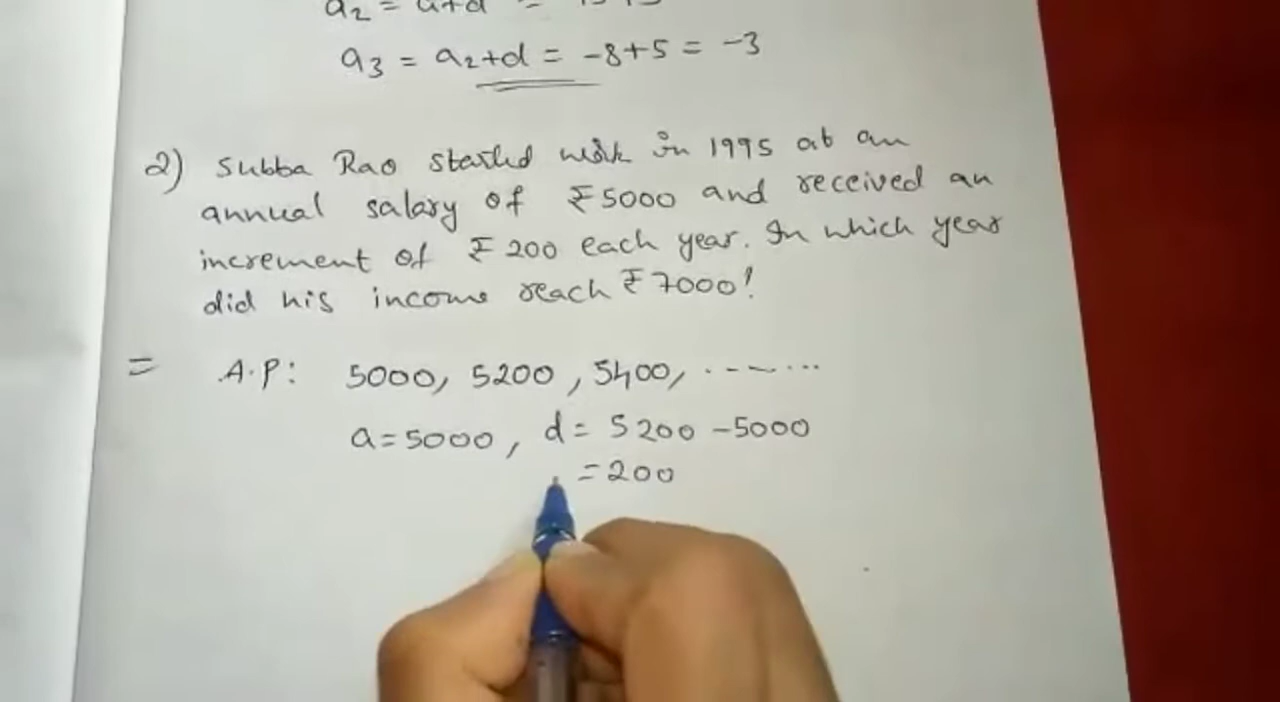 a₃ = a₂+d = -8+5 = -3
2) Subba Rao started work in 1995 at an
annual salary of ₹5000 and received an
increment of ₹200 each year. In which year
did his income reach ₹7000!
= A.P: 5000, 5200, 5400, -------
a=5000, d= 5200 -5000
=200